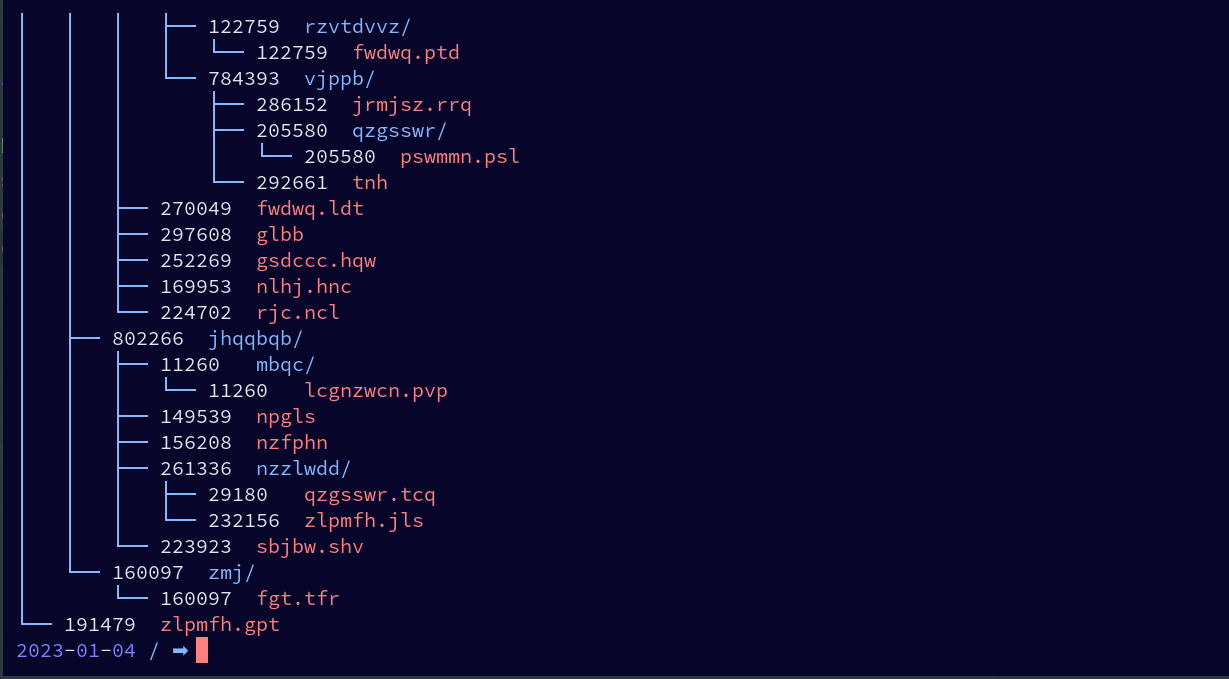 122759 rzvtdvvz/
122759 fwdwq.ptd
784393 vjppb/
286152 jrmjsz.rrq
205580 qzgsswr/
205580 pswmmn.psl
292661 tnh
270049 fwdwq.ldt
297608 glbb
252269 gsdccc.hqw
169953 nlhj.hnc
224702 rjc.ncl
802266 jhqqbqb/
11260 mbqc/
11260 lcgnzwcn.pvp
149539 npgls
156208 nzfphn
261336 nzzlwdd/
29180 qzgsswr.tcq
232156 zlpmfh.jls
223923 sbjbw.shv
160097 zmj/
160097 fgt.tfr
191479 zlpmfh.gpt
2023-01-04 / ➡